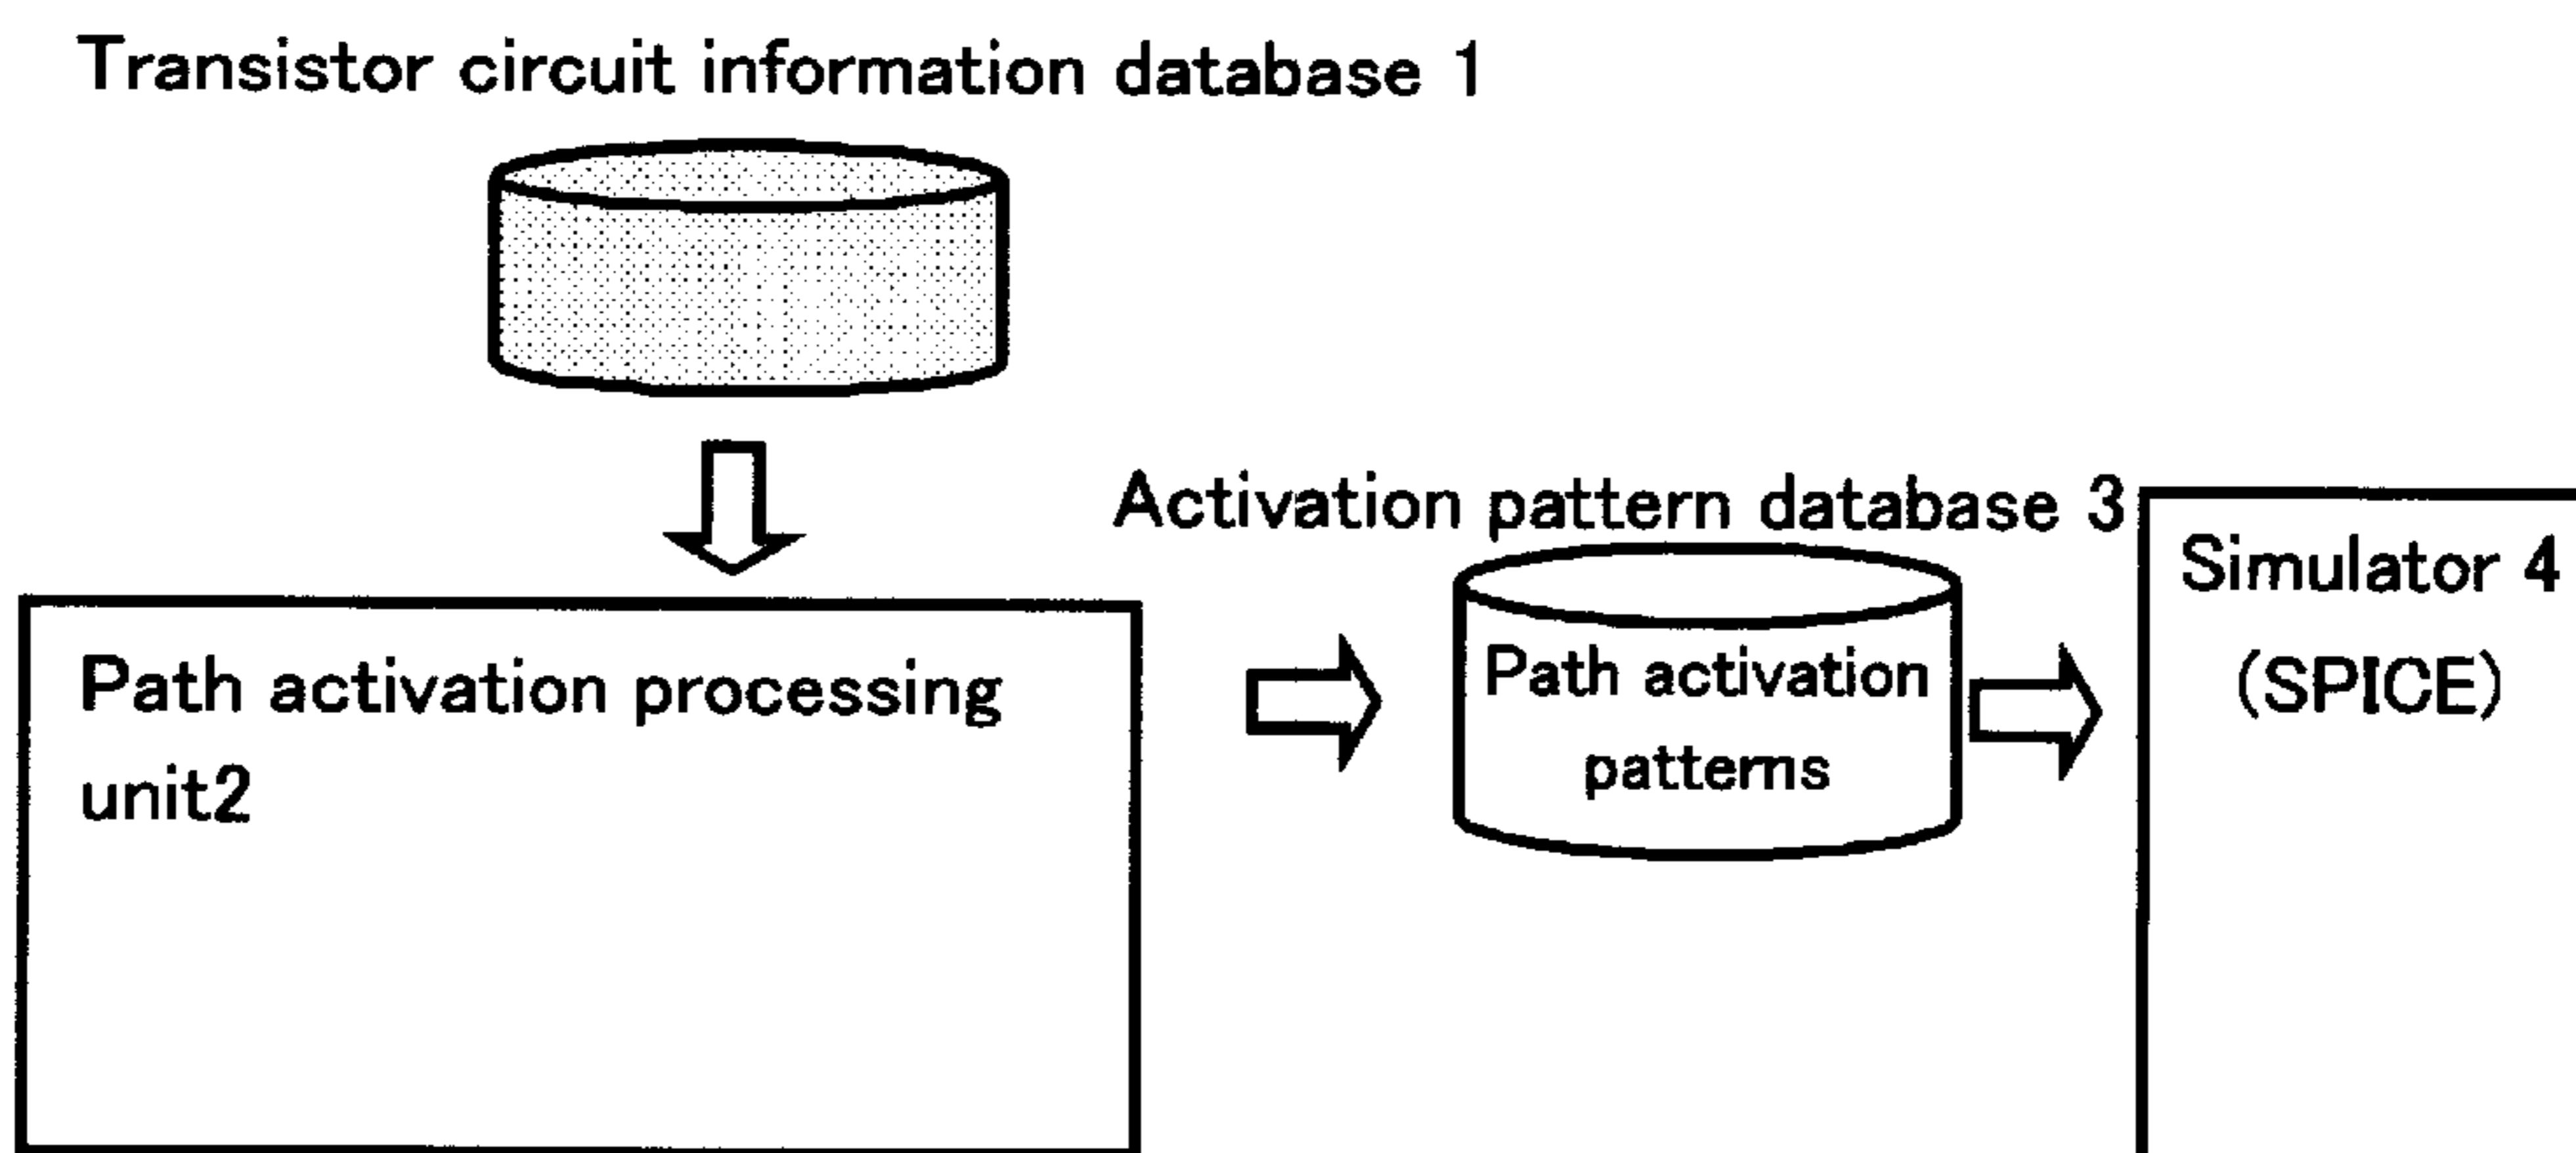 Transistor circuit information database 1
Activation pattern database 3
Simulator 4
(SPICE)
Path activation processing
unit2
Path activation
patterns